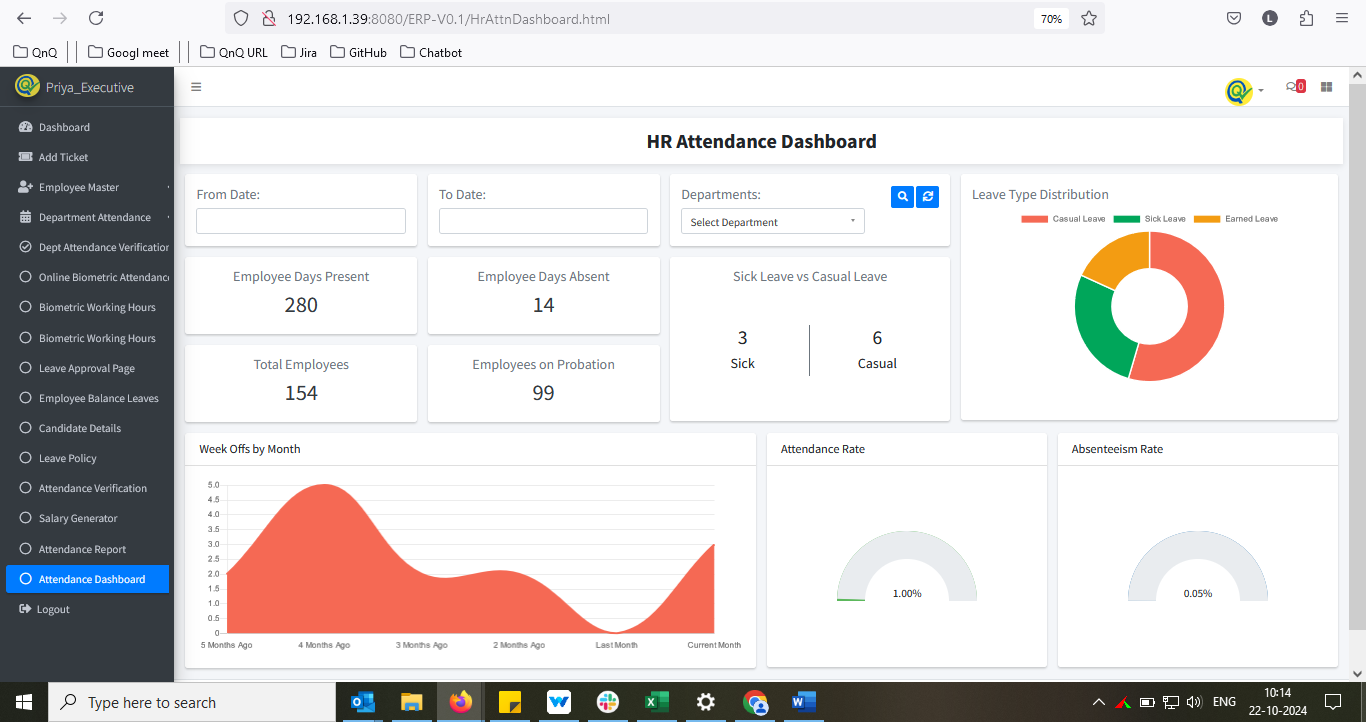 192.168.1.39:8080/ERP-V0.1/HrAttnDashboard.html
70%
L
QnQ
Googl meet
QnQ URL
Jira
GitHub
Chatbot
Priya_Executive
0
Dashboard
Add Ticket
Employee Master
Department Attendance
Dept Attendance Verification
Online Biometric Attendanc
Biometric Working Hours
Biometric Working Hours
Leave Approval Page
Employee Balance Leaves
Candidate Details
Leave Policy
Attendance Verification
Salary Generator
Attendance Report
Attendance Dashboard
Logout
HR Attendance Dashboard
From Date:
To Date:
Departments:
Select Department
Leave Type Distribution
Casual Leave
Sick Leave
Earned Leave
Employee Days Present
280
Employee Days Absent
14
Sick Leave vs Casual Leave
3
Sick
6
Casual
Total Employees
154
Employees on Probation
99
Week Offs by Month
5.0
4.5
4.0
3.5
3.0
2.5
2.0
1.5
1.0
0.5
0
5 Months Ago
4 Months Ago
3 Months Ago
2 Months Ago
Last Month
Current Month
Attendance Rate
1.00%
Absenteeism Rate
0.05%
Type here to search
ENG
10:14
22-10-2024